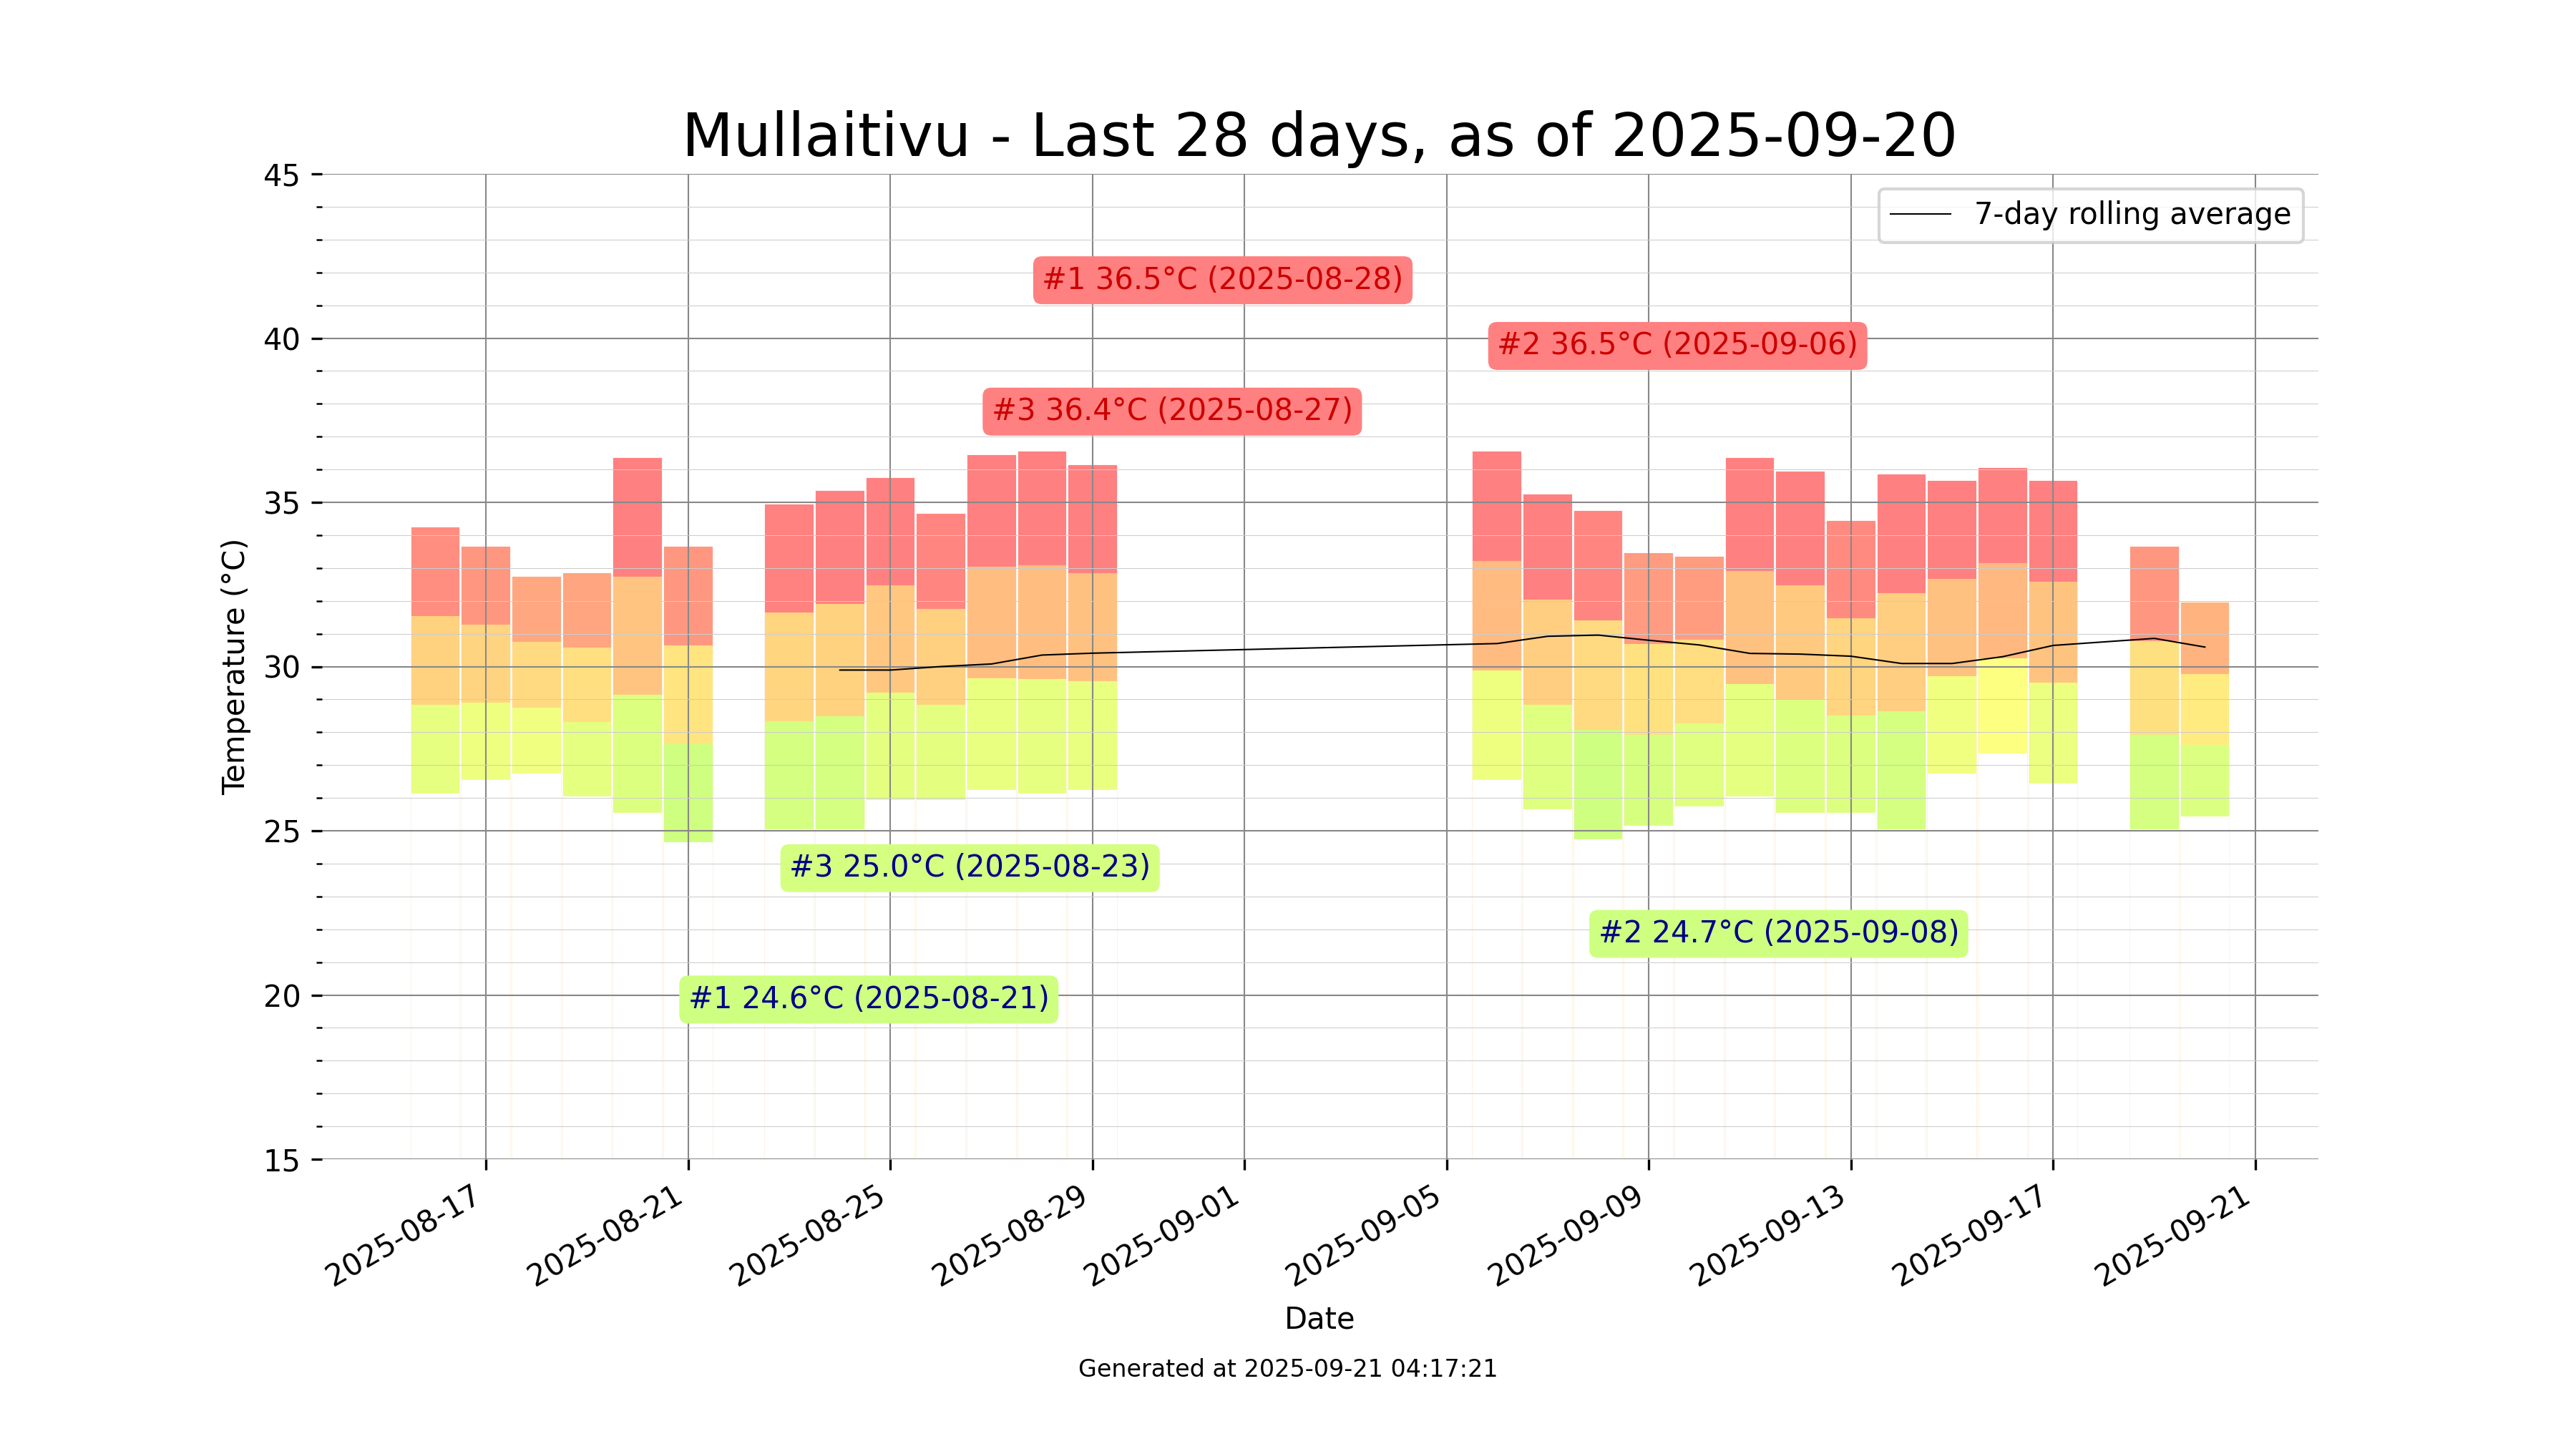 Mullaitivu - Last 28 days, as of 2025-09-20
45
40
35
30
25
20
15
Temperature (°C)
7-day rolling average
#1 36.5°C (2025-08-28)
#2 36.5°C (2025-09-06)
#3 36.4°C (2025-08-27)
#3 25.0°C (2025-08-23)
#2 24.7°C (2025-09-08)
#1 24.6°C (2025-08-21)
2025-08-17
2025-08-21
2025-08-25
2025-08-29
2025-09-01
2025-09-05
2025-09-09
2025-09-13
2025-09-17
2025-09-21
Date
Generated at 2025-09-21 04:17:21